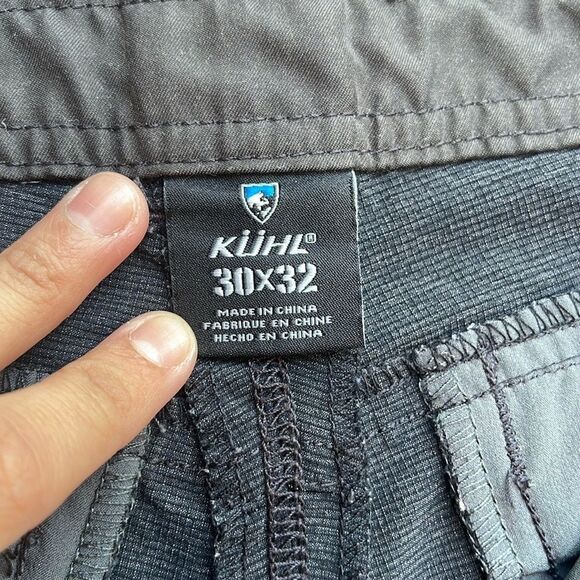 KÜHL®
30X32
MADE IN CHINA
FABRIQUE EN CHINE
HECHO EN CHINA